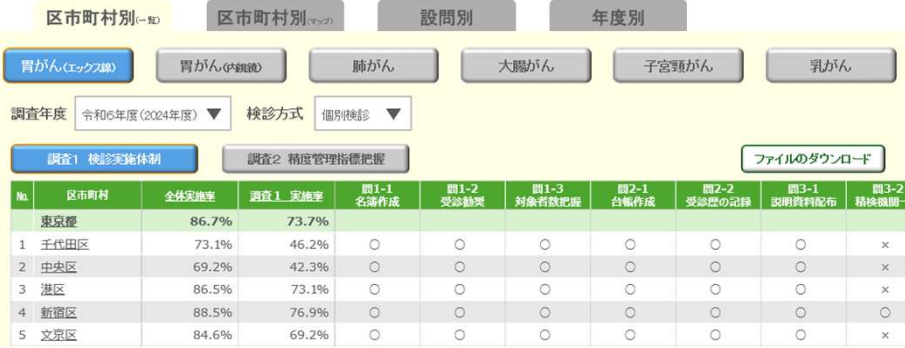 区市町村別(一覧) 区市町村別(マップ) 設問別 年度別
胃がん(エックス線) 胃がん(内視鏡) 肺がん 大腸がん 子宮頸がん 乳がん
調査年度 令和6年度(2024年度) ▼ 検診方式 個別検診 ▼
調査1 検診実施体制 調査2 精度管理指標把握 ファイルのダウンロード
No. 区市町村 全体実施率 調査1 実施率 問1-1 名簿作成 問1-2 受診勧奨 問1-3 対象者数把握 問2-1 台帳作成 問2-2 受診歴の記録 問3-1 説明資料配布 問3-2 精検機関一
東京都 86.7% 73.7%
1 千代田区 73.1% 46.2% ○ ○ ○ ○ ○ ○ ×
2 中央区 69.2% 42.3% ○ ○ ○ ○ ○ ○ ×
3 港区 86.5% 73.1% ○ ○ ○ ○ ○ ○ ×
4 新宿区 88.5% 76.9% ○ ○ ○ ○ ○ ○ ○
5 文京区 84.6% 69.2% ○ ○ ○ ○ ○ ○ ×